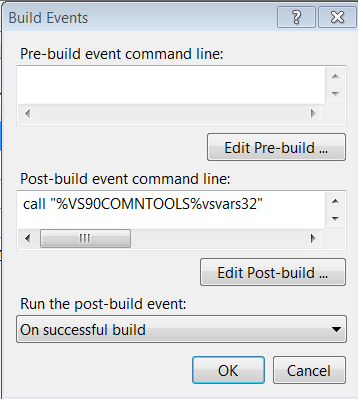 Build Events
Pre-build event command line:
Edit Pre-build ...
Post-build event command line:
call "%VS90COMNTOOLS%vsvars32"
Edit Post-build ...
Run the post-build event:
On successful build
OK
Cancel